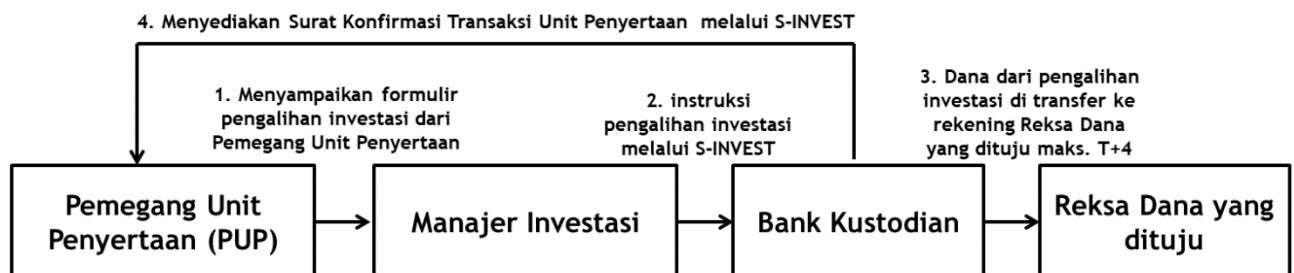 4. Menyediakan Surat Konfirmasi Transaksi Unit Penyertaan melalui S-INVEST
1. Menyampaikan formulir
pengalihan investasi dari
Pemegang Unit Penyertaan
2. instruksi
pengalihan investasi
melalui S-INVEST
3. Dana dari pengalihan
investasi di transfer ke
rekening Reksa Dana
yang dituju maks. T+4
Pemegang Unit
Penyertaan (PUP)
Manajer Investasi
Bank Kustodian
Reksa Dana yang
dituju